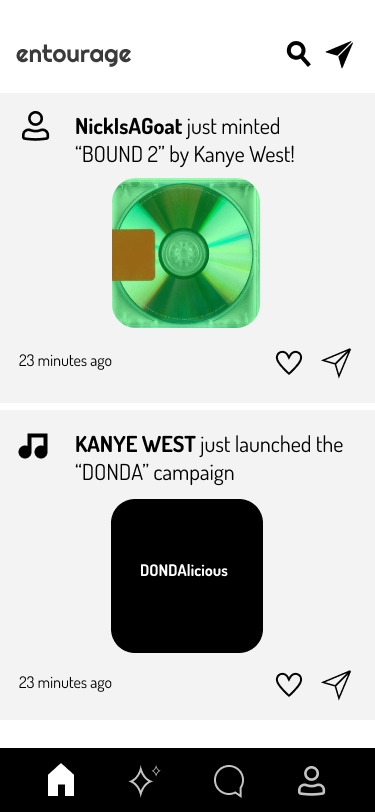 entourage
NickIsAGoat just minted
“BOUND 2” by Kanye West!
23 minutes ago
KANYE WEST just launched the
“DONDA” campaign
DONDAlicious
23 minutes ago